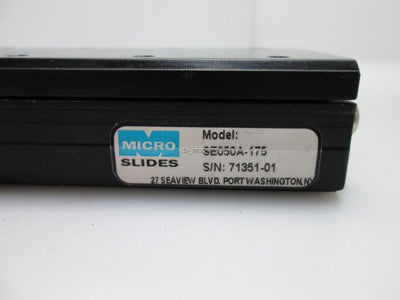 MICRO
SLIDES
Model:
SE050A-175
S/N: 71351-01
27 SEAVIEW BLVD. PORT WASHINGTON, NY